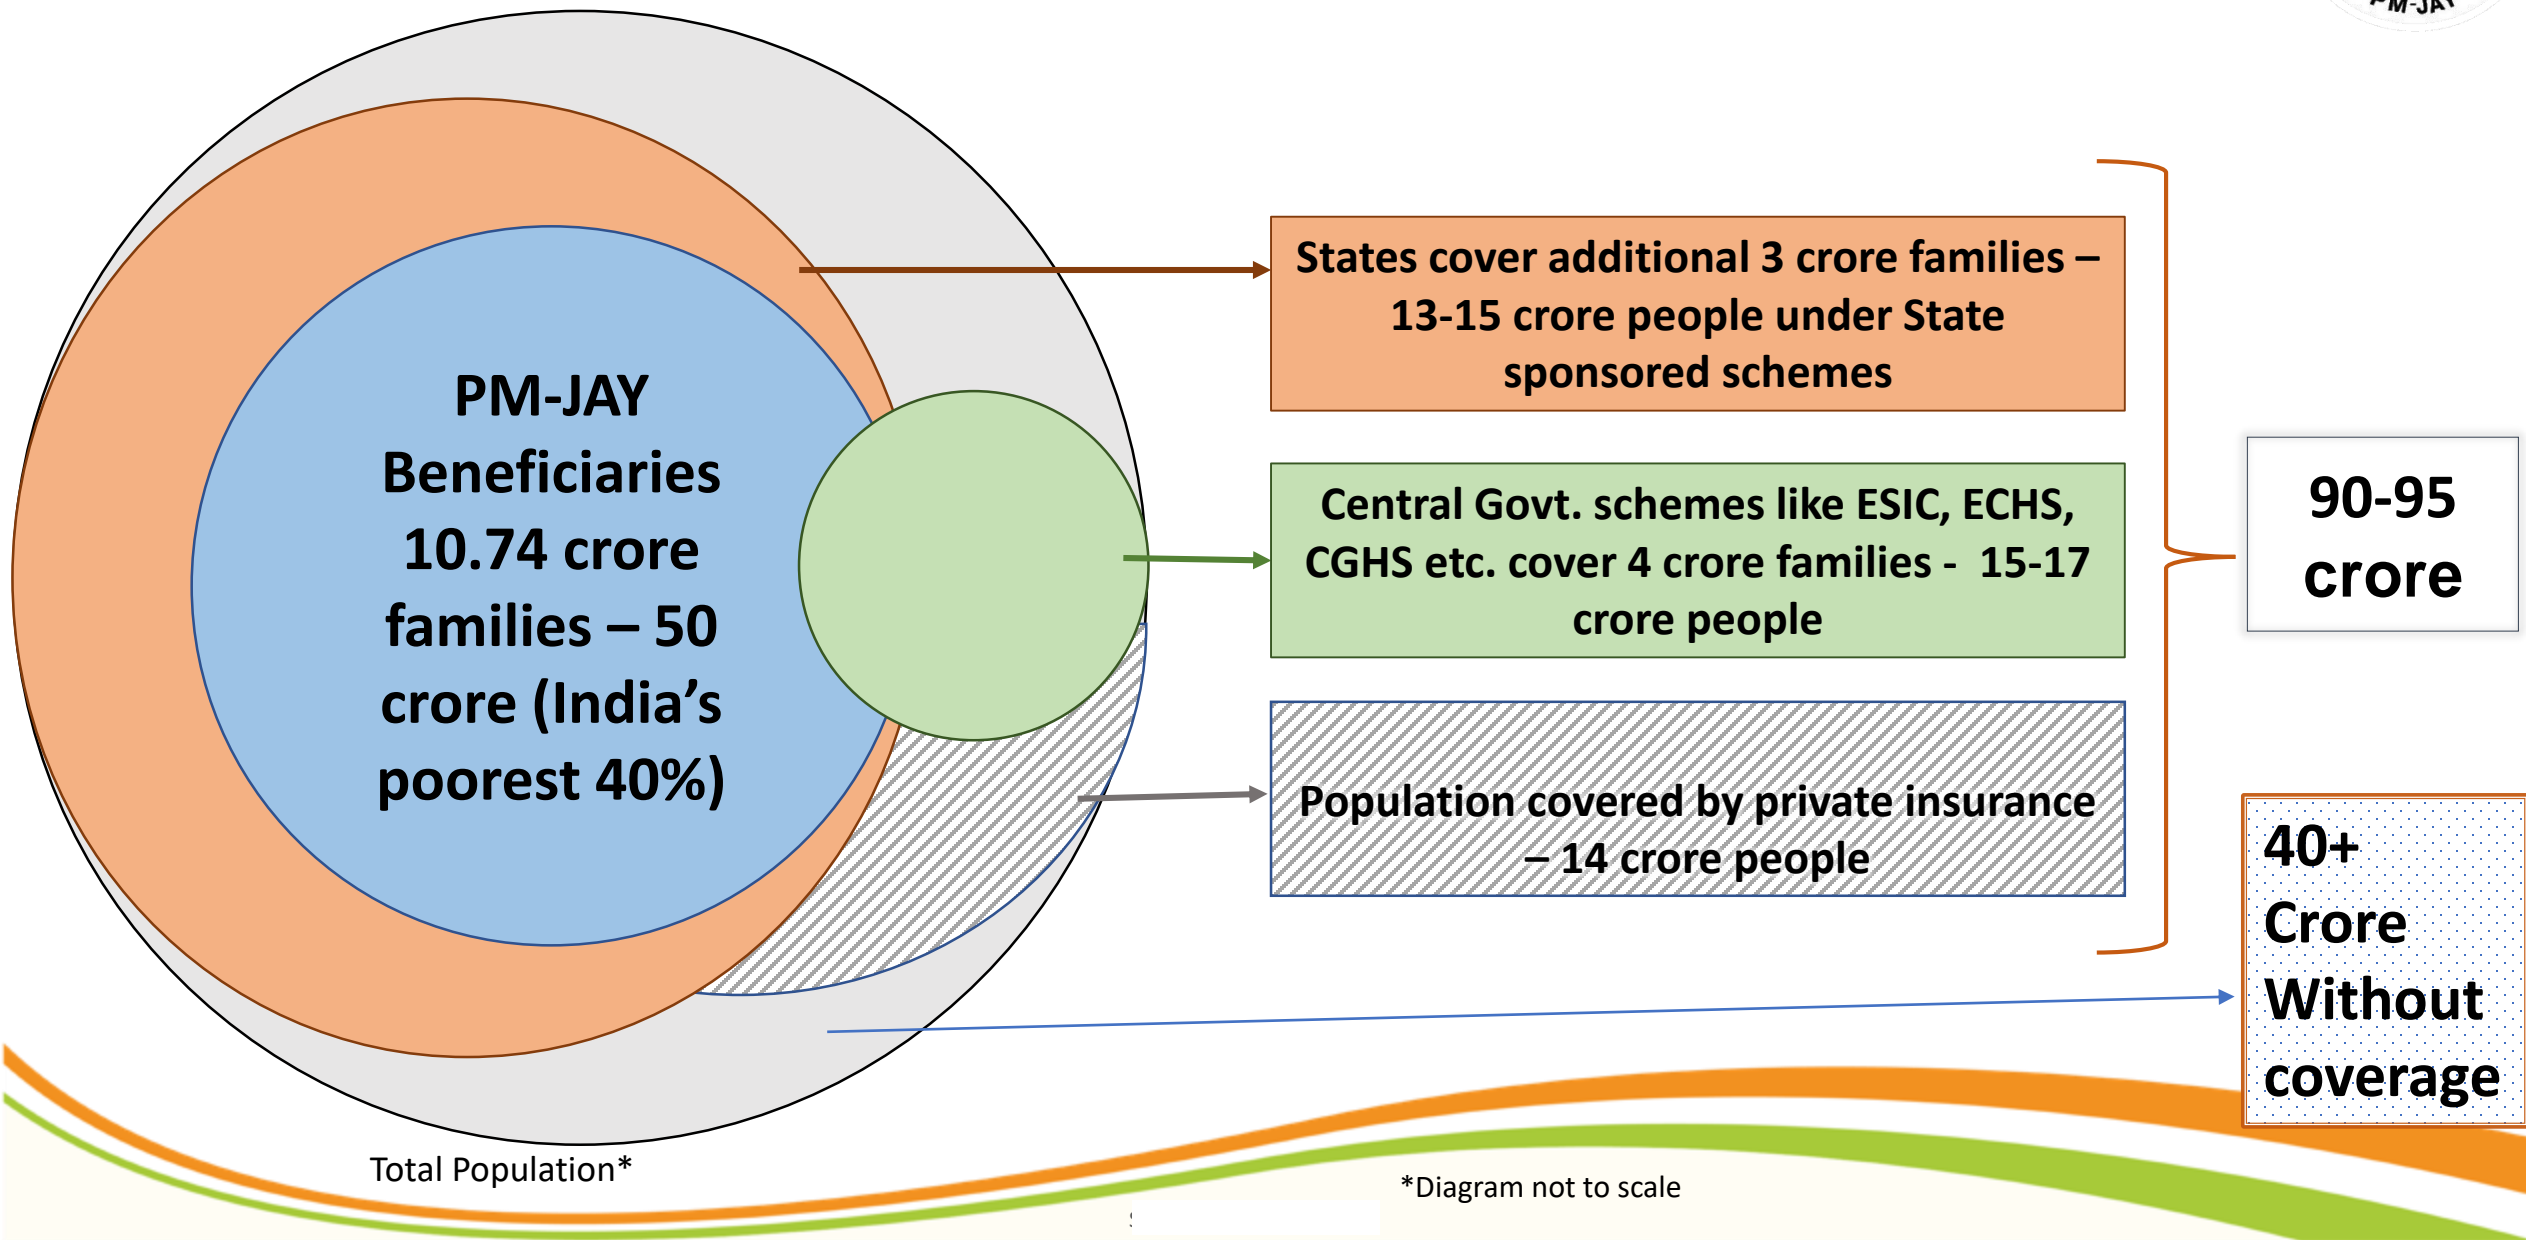 PM-JAY
PM-JAY
Beneficiaries
10.74 crore
families – 50
crore (India’s
poorest 40%)
States cover additional 3 crore families –
13-15 crore people under State
sponsored schemes
Central Govt. schemes like ESIC, ECHS,
CGHS etc. cover 4 crore families - 15-17
crore people
Population covered by private insurance
– 14 crore people
90-95
crore
40+
Crore
Without
coverage
Total Population*
*Diagram not to scale